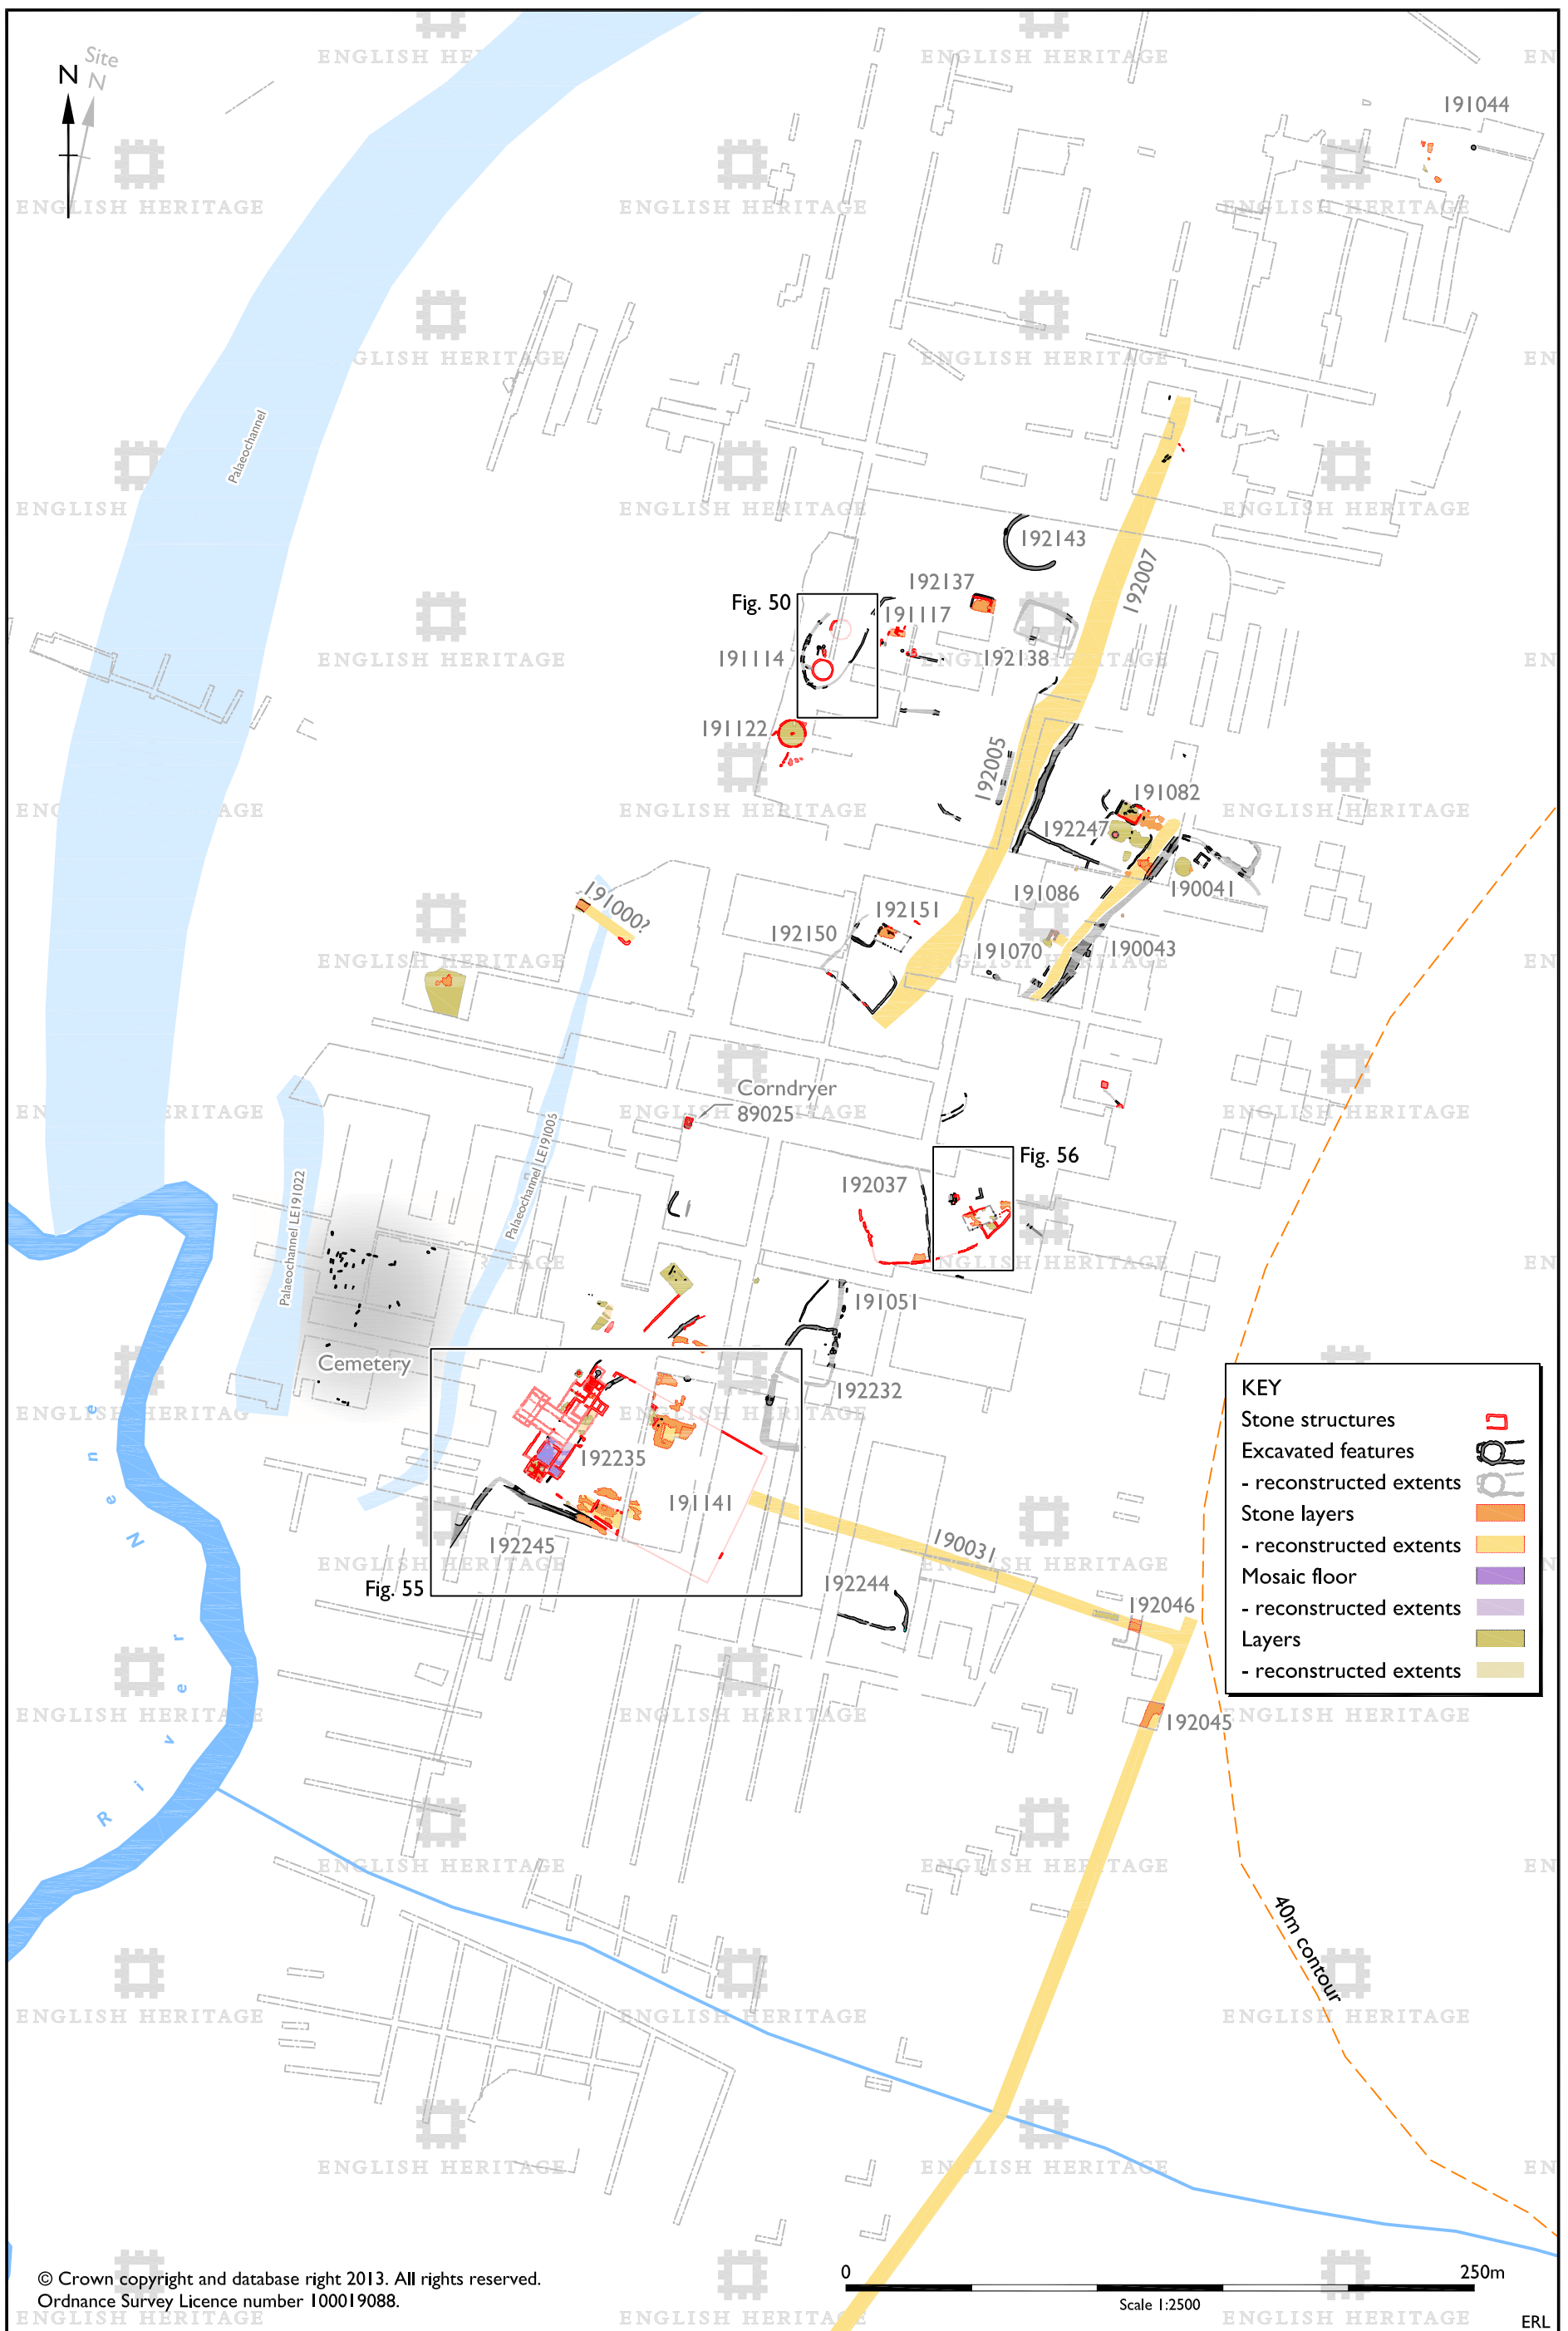 Site
N
N
191044
Palaeochannel
192143
192007
192137
Fig. 50
191117
191114
192138
191122
192005
191082
192247
191086
190041
191000?
192151
192150
191070
190043
Corndryer
89025
Palaeochannel LE191005
Fig. 56
192037
Palaeochannel LE191022
191051
Cemetery
192232
192235
191141
192245
190031
Fig. 55
192244
192046
192045
River Nene
40m contour
KEY
Stone structures
Excavated features
- reconstructed extents
Stone layers
- reconstructed extents
Mosaic floor
- reconstructed extents
Layers
- reconstructed extents
© Crown copyright and database right 2013. All rights reserved.
Ordnance Survey Licence number 100019088.
0
250m
Scale 1:2500
ERL
ENGLISH HERITAGE